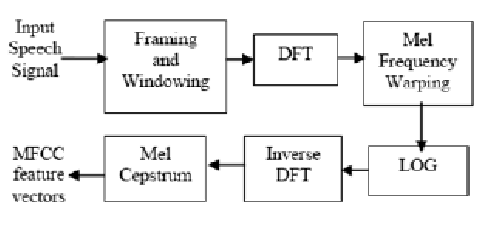 Input
Speech
Signal
Framing
and
Windowing
DFT
Mel
Frequency
Warping
LOG
Inverse
DFT
Mel
Cepstrum
MFCC
feature
vectors